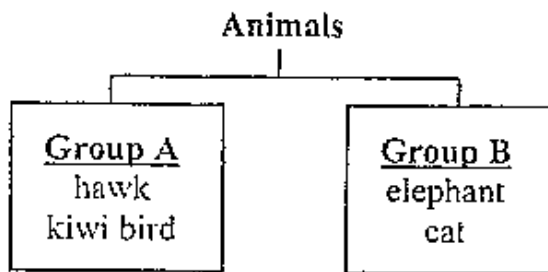 Animals
Group A
hawk
kiwi bird
Group B
elephant
cat